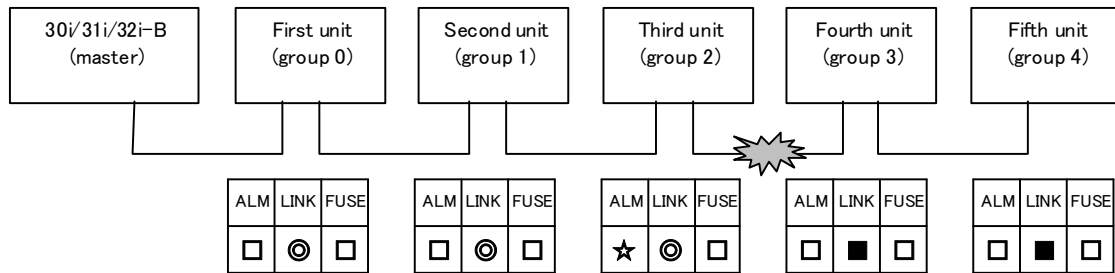 30i/31i/32i-B
(master)
First unit
(group 0)
Second unit
(group 1)
Third unit
(group 2)
Fourth unit
(group 3)
Fifth unit
(group 4)
ALM LINK FUSE
□ ◎ □
ALM LINK FUSE
□ ◎ □
ALM LINK FUSE
☆ ◎ □
ALM LINK FUSE
□ ■ □
ALM LINK FUSE
□ ■ □